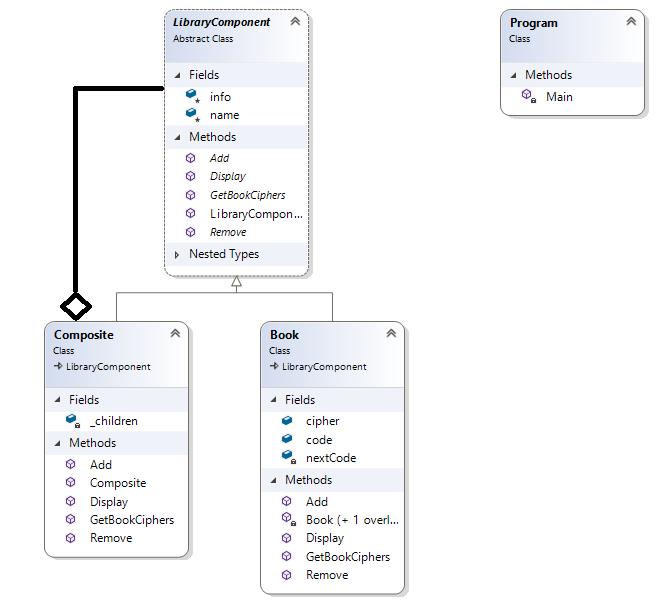 LibraryComponent
Abstract Class
Fields
info
name
Methods
Add
Display
GetBookCiphers
LibraryCompon...
Remove
Nested Types
Program
Class
Methods
Main
Composite
Class
LibraryComponent
Fields
_children
Methods
Add
Composite
Display
GetBookCiphers
Remove
Book
Class
LibraryComponent
Fields
cipher
code
nextCode
Methods
Add
Book (+ 1 overl...
Display
GetBookCiphers
Remove